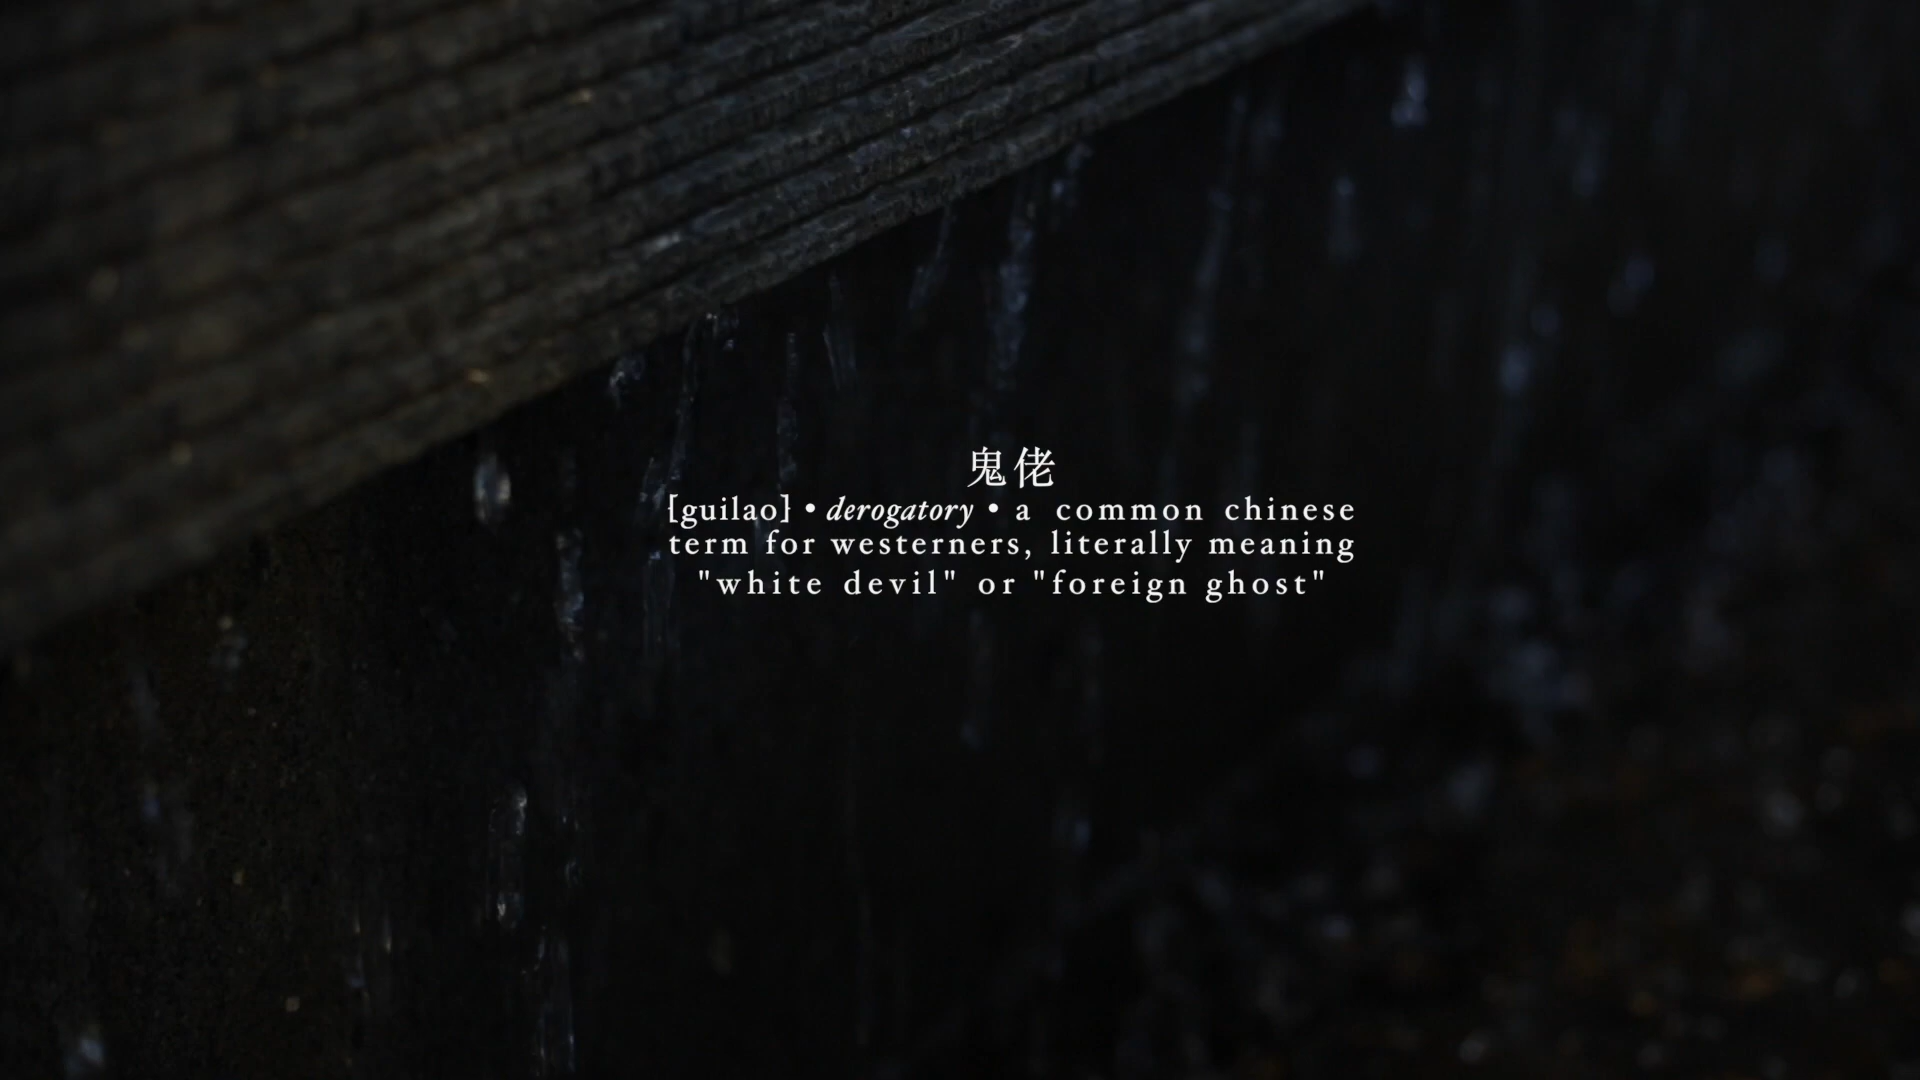 鬼佬
[guilao] • derogatory • a common chinese
term for westerners, literally meaning
"white devil" or "foreign ghost"